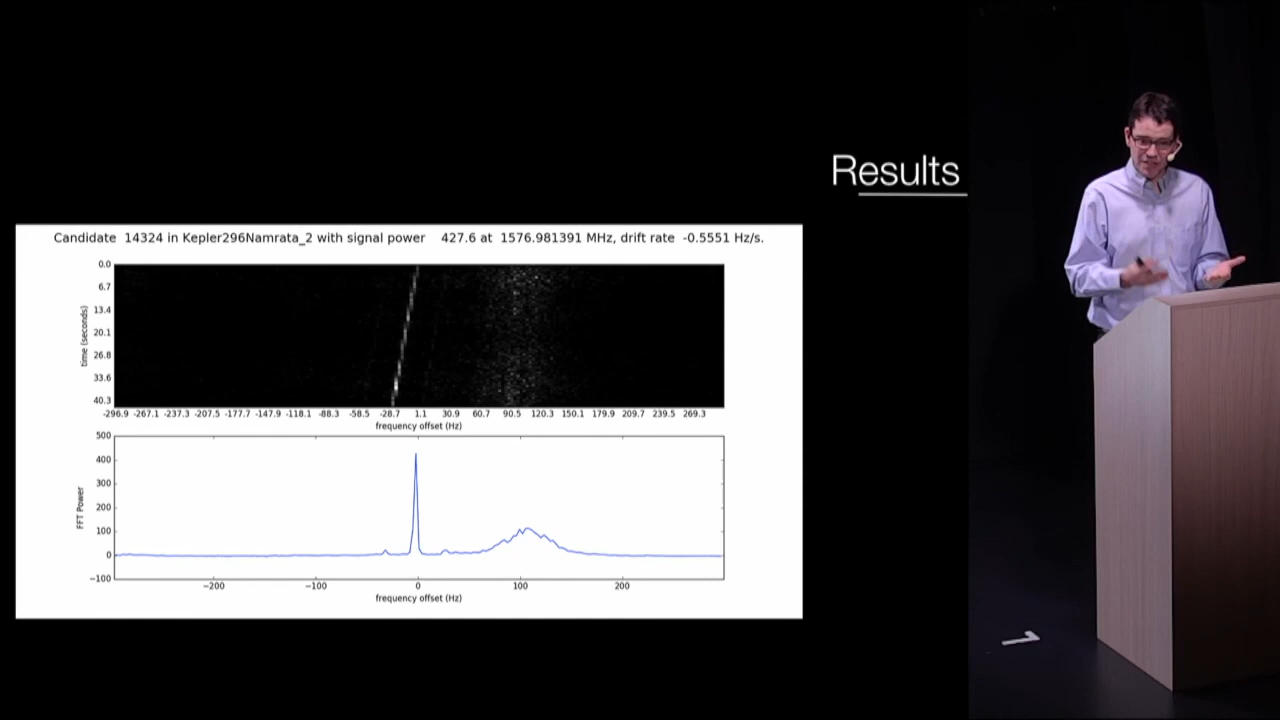 Results
Candidate 14324 in Kepler296Namrata_2 with signal power 427.6 at 1576.981391 MHz, drift rate -0.5551 Hz/s.
time (seconds)
0.0
6.7
13.4
20.1
26.8
33.6
40.3
-296.9 -267.1 -237.3 -207.5 -177.7 -147.9 -118.1 -88.3 -58.5 -28.7 1.1 30.9 60.7 90.5 120.3 150.1 179.9 209.7 239.5 269.3
frequency offset (Hz)
FFT Power
500
400
300
200
100
0
−100
−200 −100 0 100 200
frequency offset (Hz)